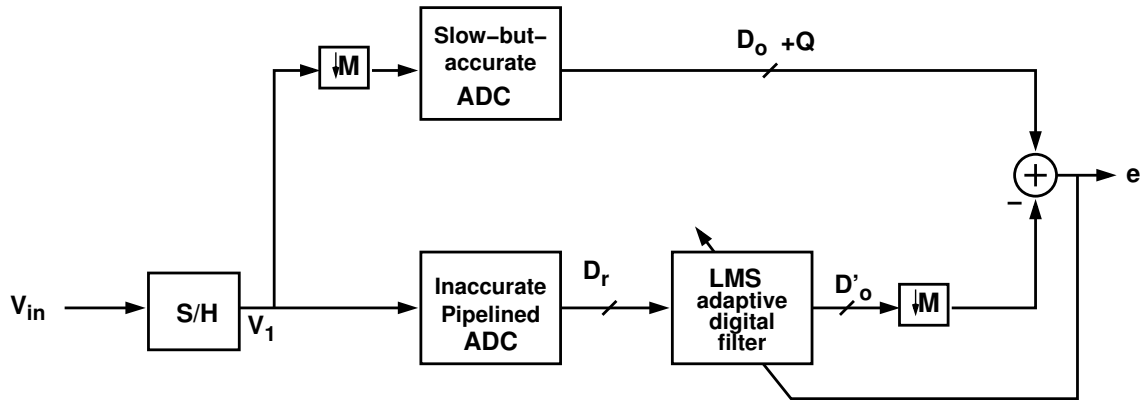 Slow–but–
accurate
ADC
↓M
D_o +Q
+
e
–
V_in
S/H
V_1
Inaccurate
Pipelined
ADC
D_r
LMS
adaptive
digital
filter
D'_o
↓M